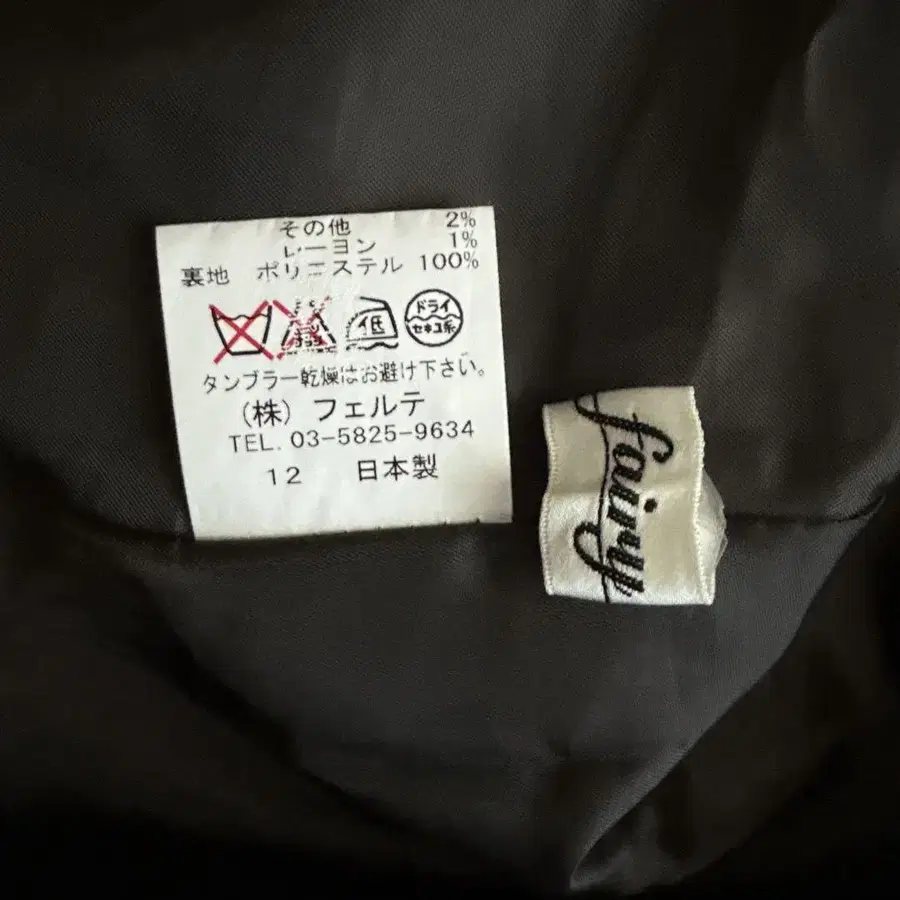 その他 2%
レーヨン 1%
裏地 ポリエステル 100%
低
ドライ
セキユ系
タンブラー乾燥はお避け下さい。
(株) フェルテ
TEL. 03-5825-9634
12 日本製
fairy